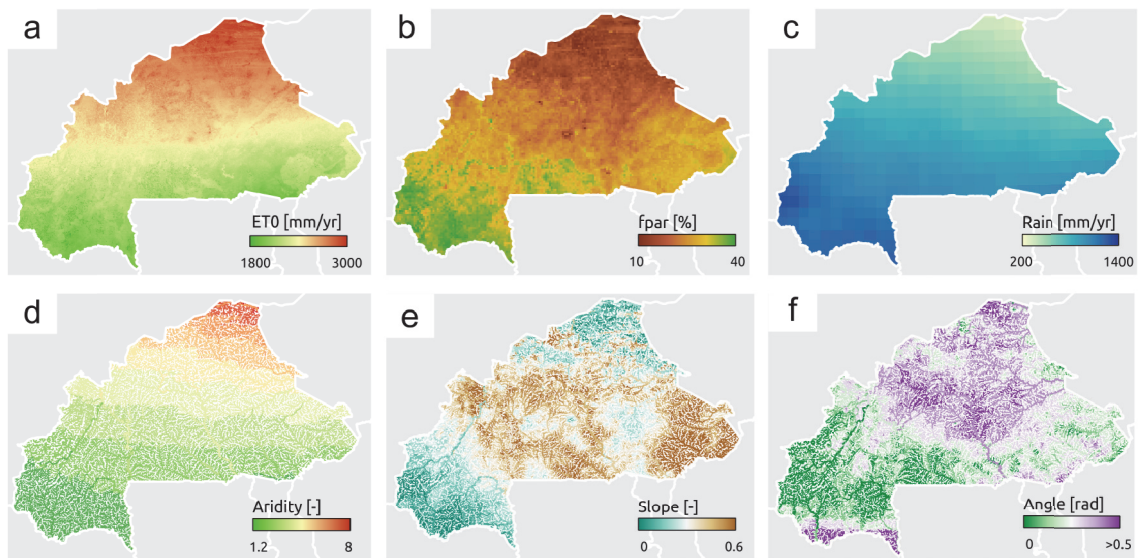 a
b
c
ET0 [mm/yr]
1800 3000
fpar [%]
10 40
Rain [mm/yr]
200 1400
d
e
f
Aridity [-]
1.2 8
Slope [-]
0 0.6
Angle [rad]
0 >0.5